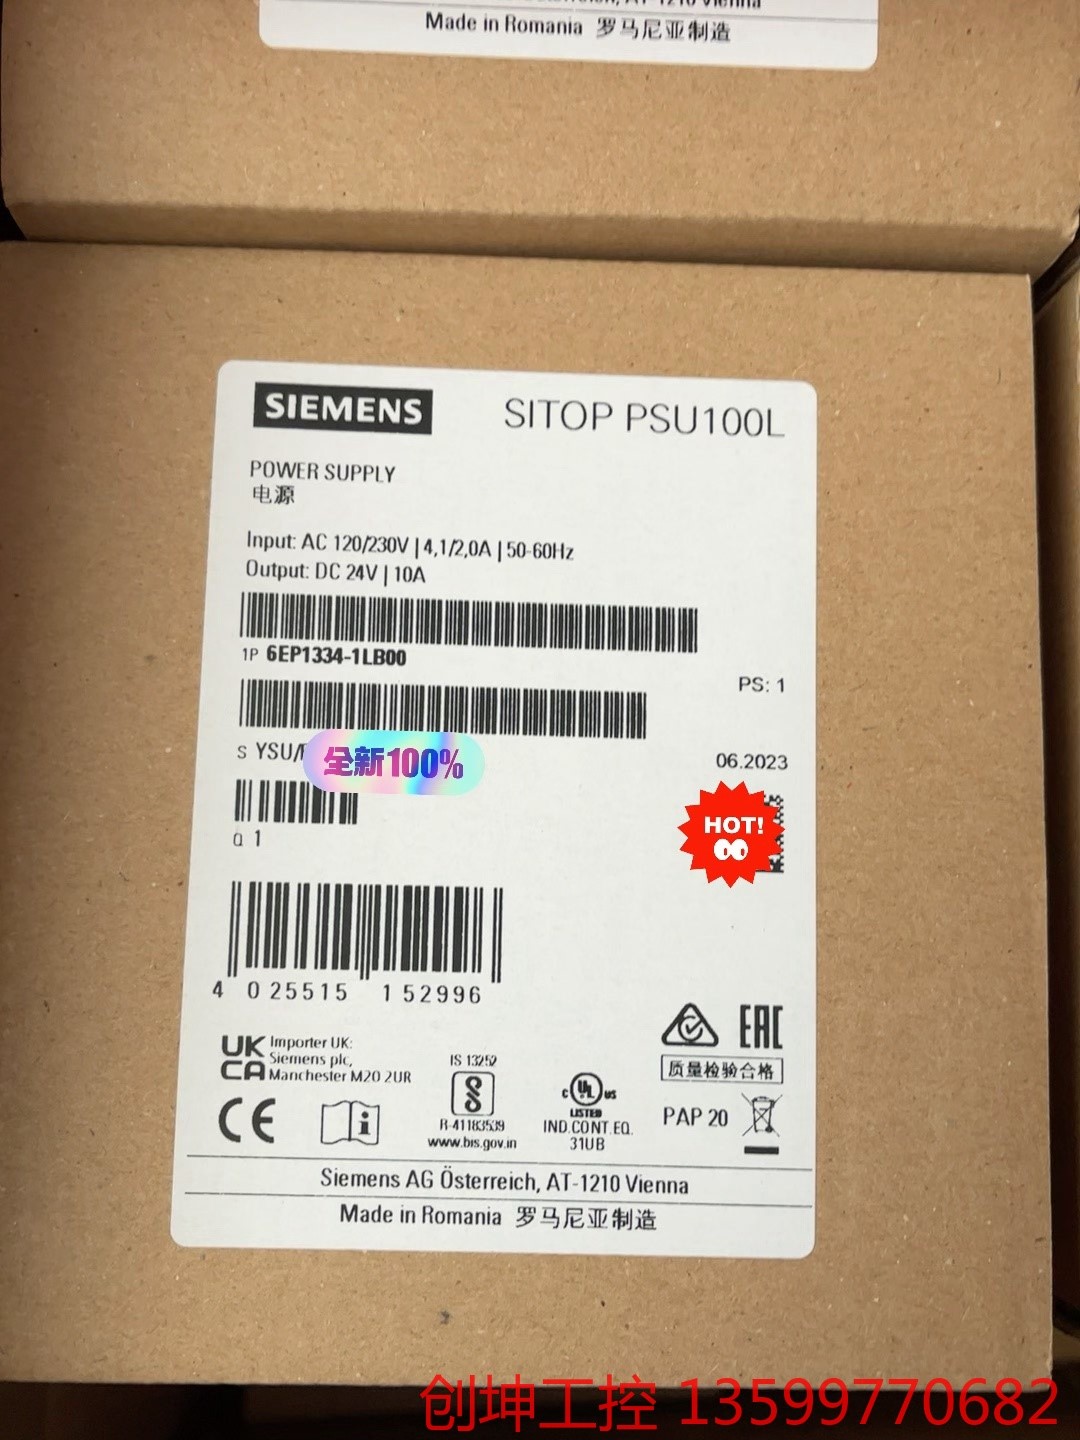 Made in Romania 罗马尼亚制造
SIEMENS
SITOP PSU100L
POWER SUPPLY
电源
Input: AC 120/230V | 4,1/2,0A | 50-60Hz
Output: DC 24V | 10A
1P 6EP1334-1LB00
PS: 1
S YSU/
全新100%
06.2023
HOT!
Q 1
4 025515 152996
UK
CA
Importer UK:
Siemens plc,
Manchester M20 2UR
IS 13252
R-41183539
www.bis.gov.in
c UL us
LISTED
IND.CONT.EQ.
31UB
EAC
质量检验合格
PAP 20
CE
i
Siemens AG Österreich, AT-1210 Vienna
Made in Romania 罗马尼亚制造
创坤工控 13599770682